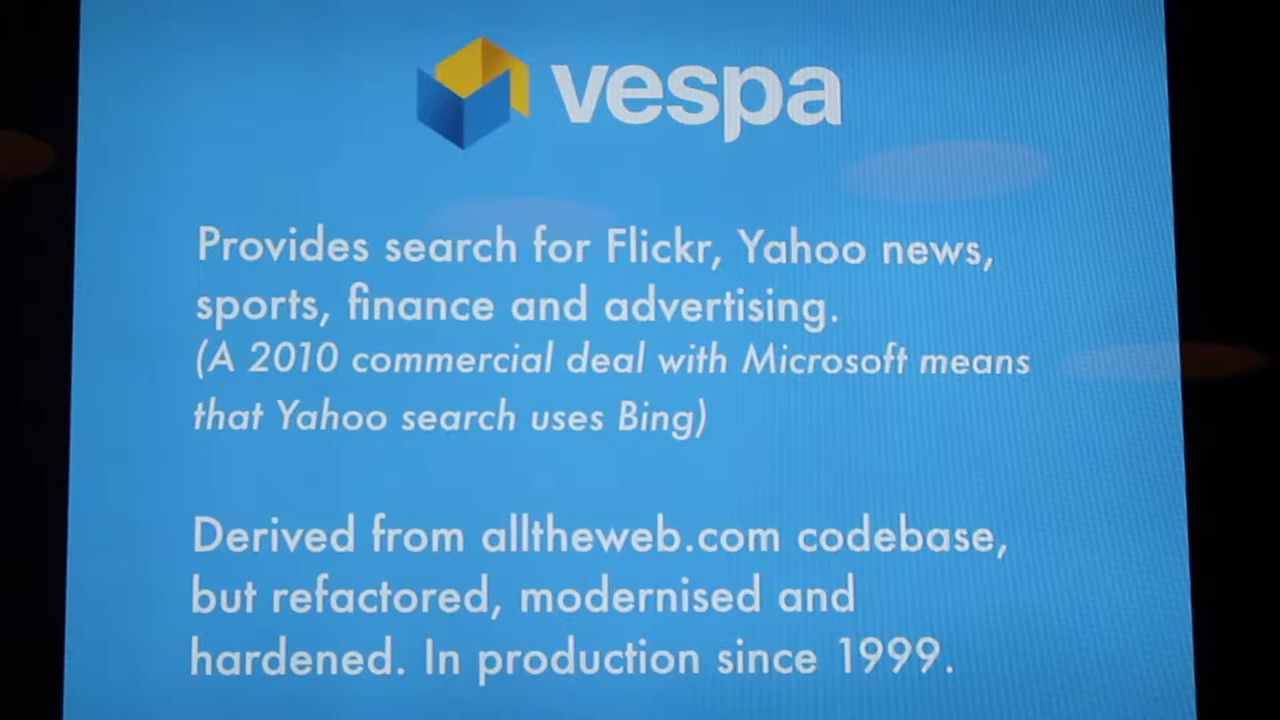 vespa
Provides search for Flickr, Yahoo news,
sports, finance and advertising.
(A 2010 commercial deal with Microsoft means
that Yahoo search uses Bing)
Derived from alltheweb.com codebase,
but refactored, modernised and
hardened. In production since 1999.